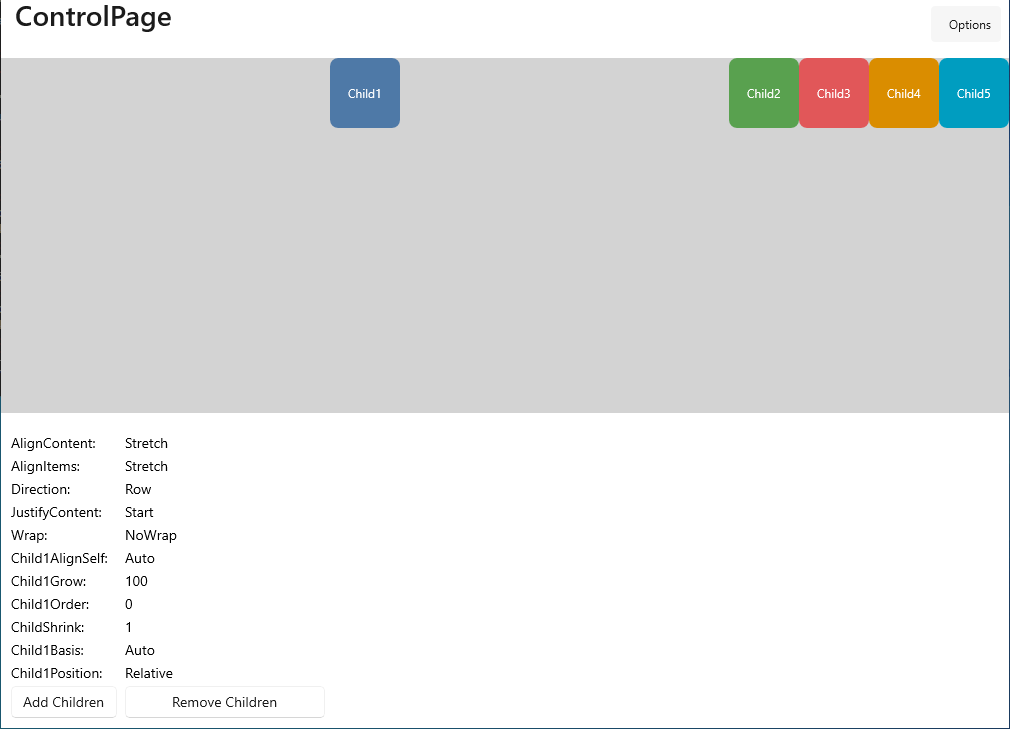 ControlPage
Options
Child1 Child2 Child3 Child4 Child5
AlignContent: Stretch
AlignItems: Stretch
Direction: Row
JustifyContent: Start
Wrap: NoWrap
Child1AlignSelf: Auto
Child1Grow: 100
Child1Order: 0
ChildShrink: 1
Child1Basis: Auto
Child1Position: Relative
Add Children Remove Children